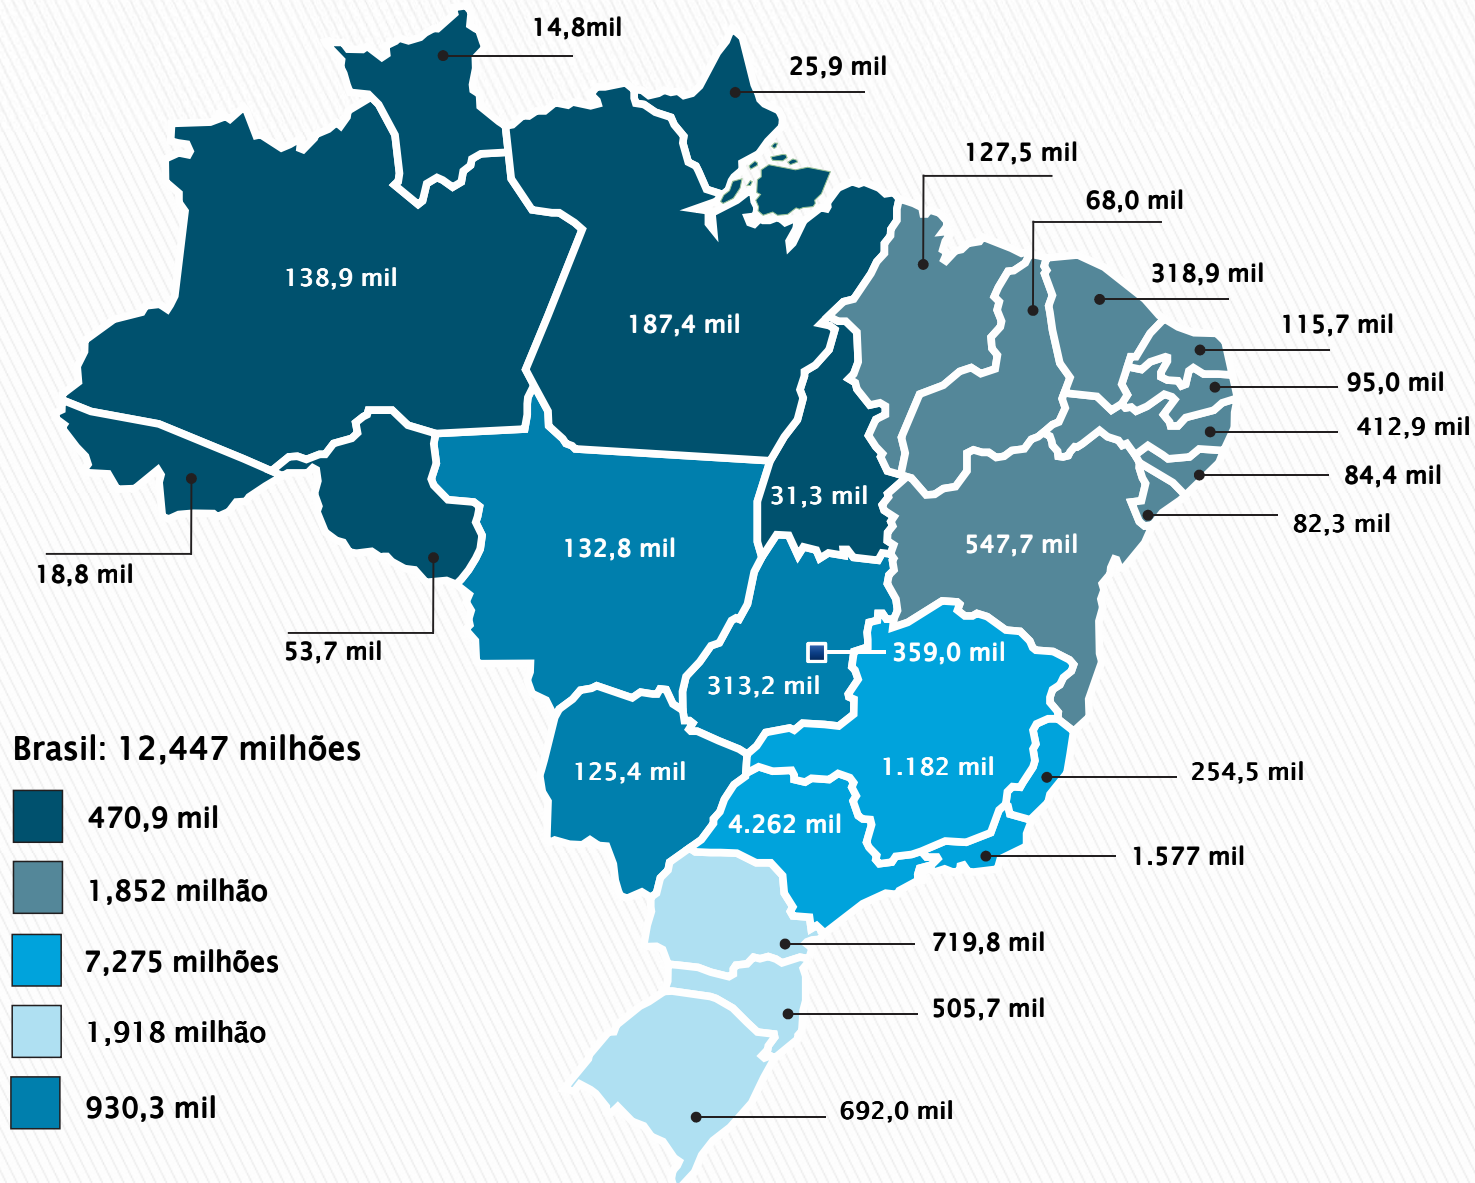 14,8mil
25,9 mil
127,5 mil
68,0 mil
318,9 mil
138,9 mil
187,4 mil
115,7 mil
95,0 mil
412,9 mil
84,4 mil
31,3 mil
82,3 mil
132,8 mil
547,7 mil
18,8 mil
53,7 mil
359,0 mil
313,2 mil
Brasil: 12,447 milhões
1.182 mil
125,4 mil
254,5 mil
470,9 mil
4.262 mil
1.577 mil
1,852 milhão
719,8 mil
7,275 milhões
505,7 mil
1,918 milhão
930,3 mil
692,0 mil